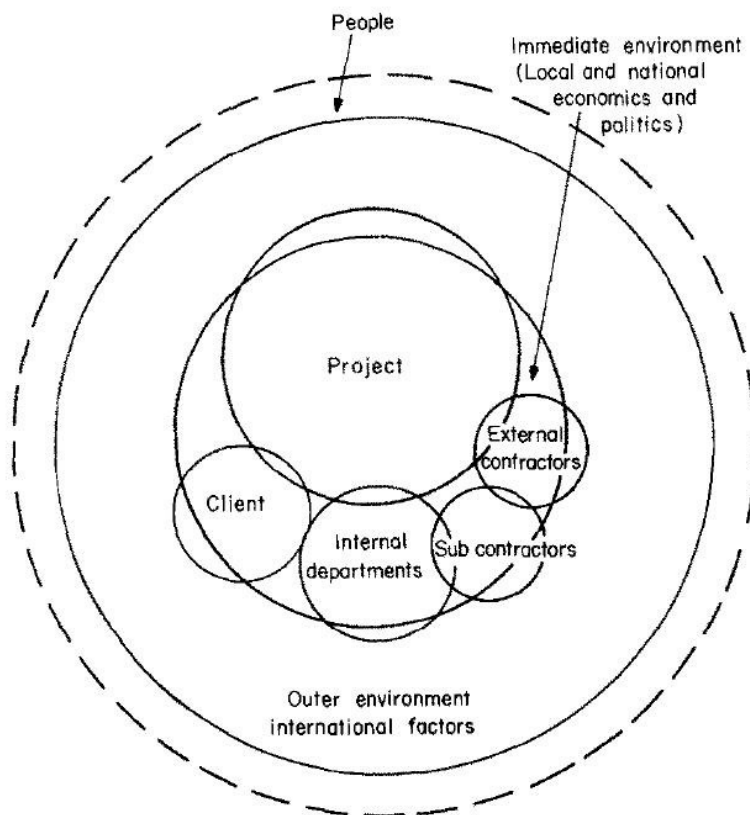 People
Immediate environment
(Local and national
economics and
politics)
Project
External
contractors
Client
Internal
departments
Sub contractors
Outer environment
international factors